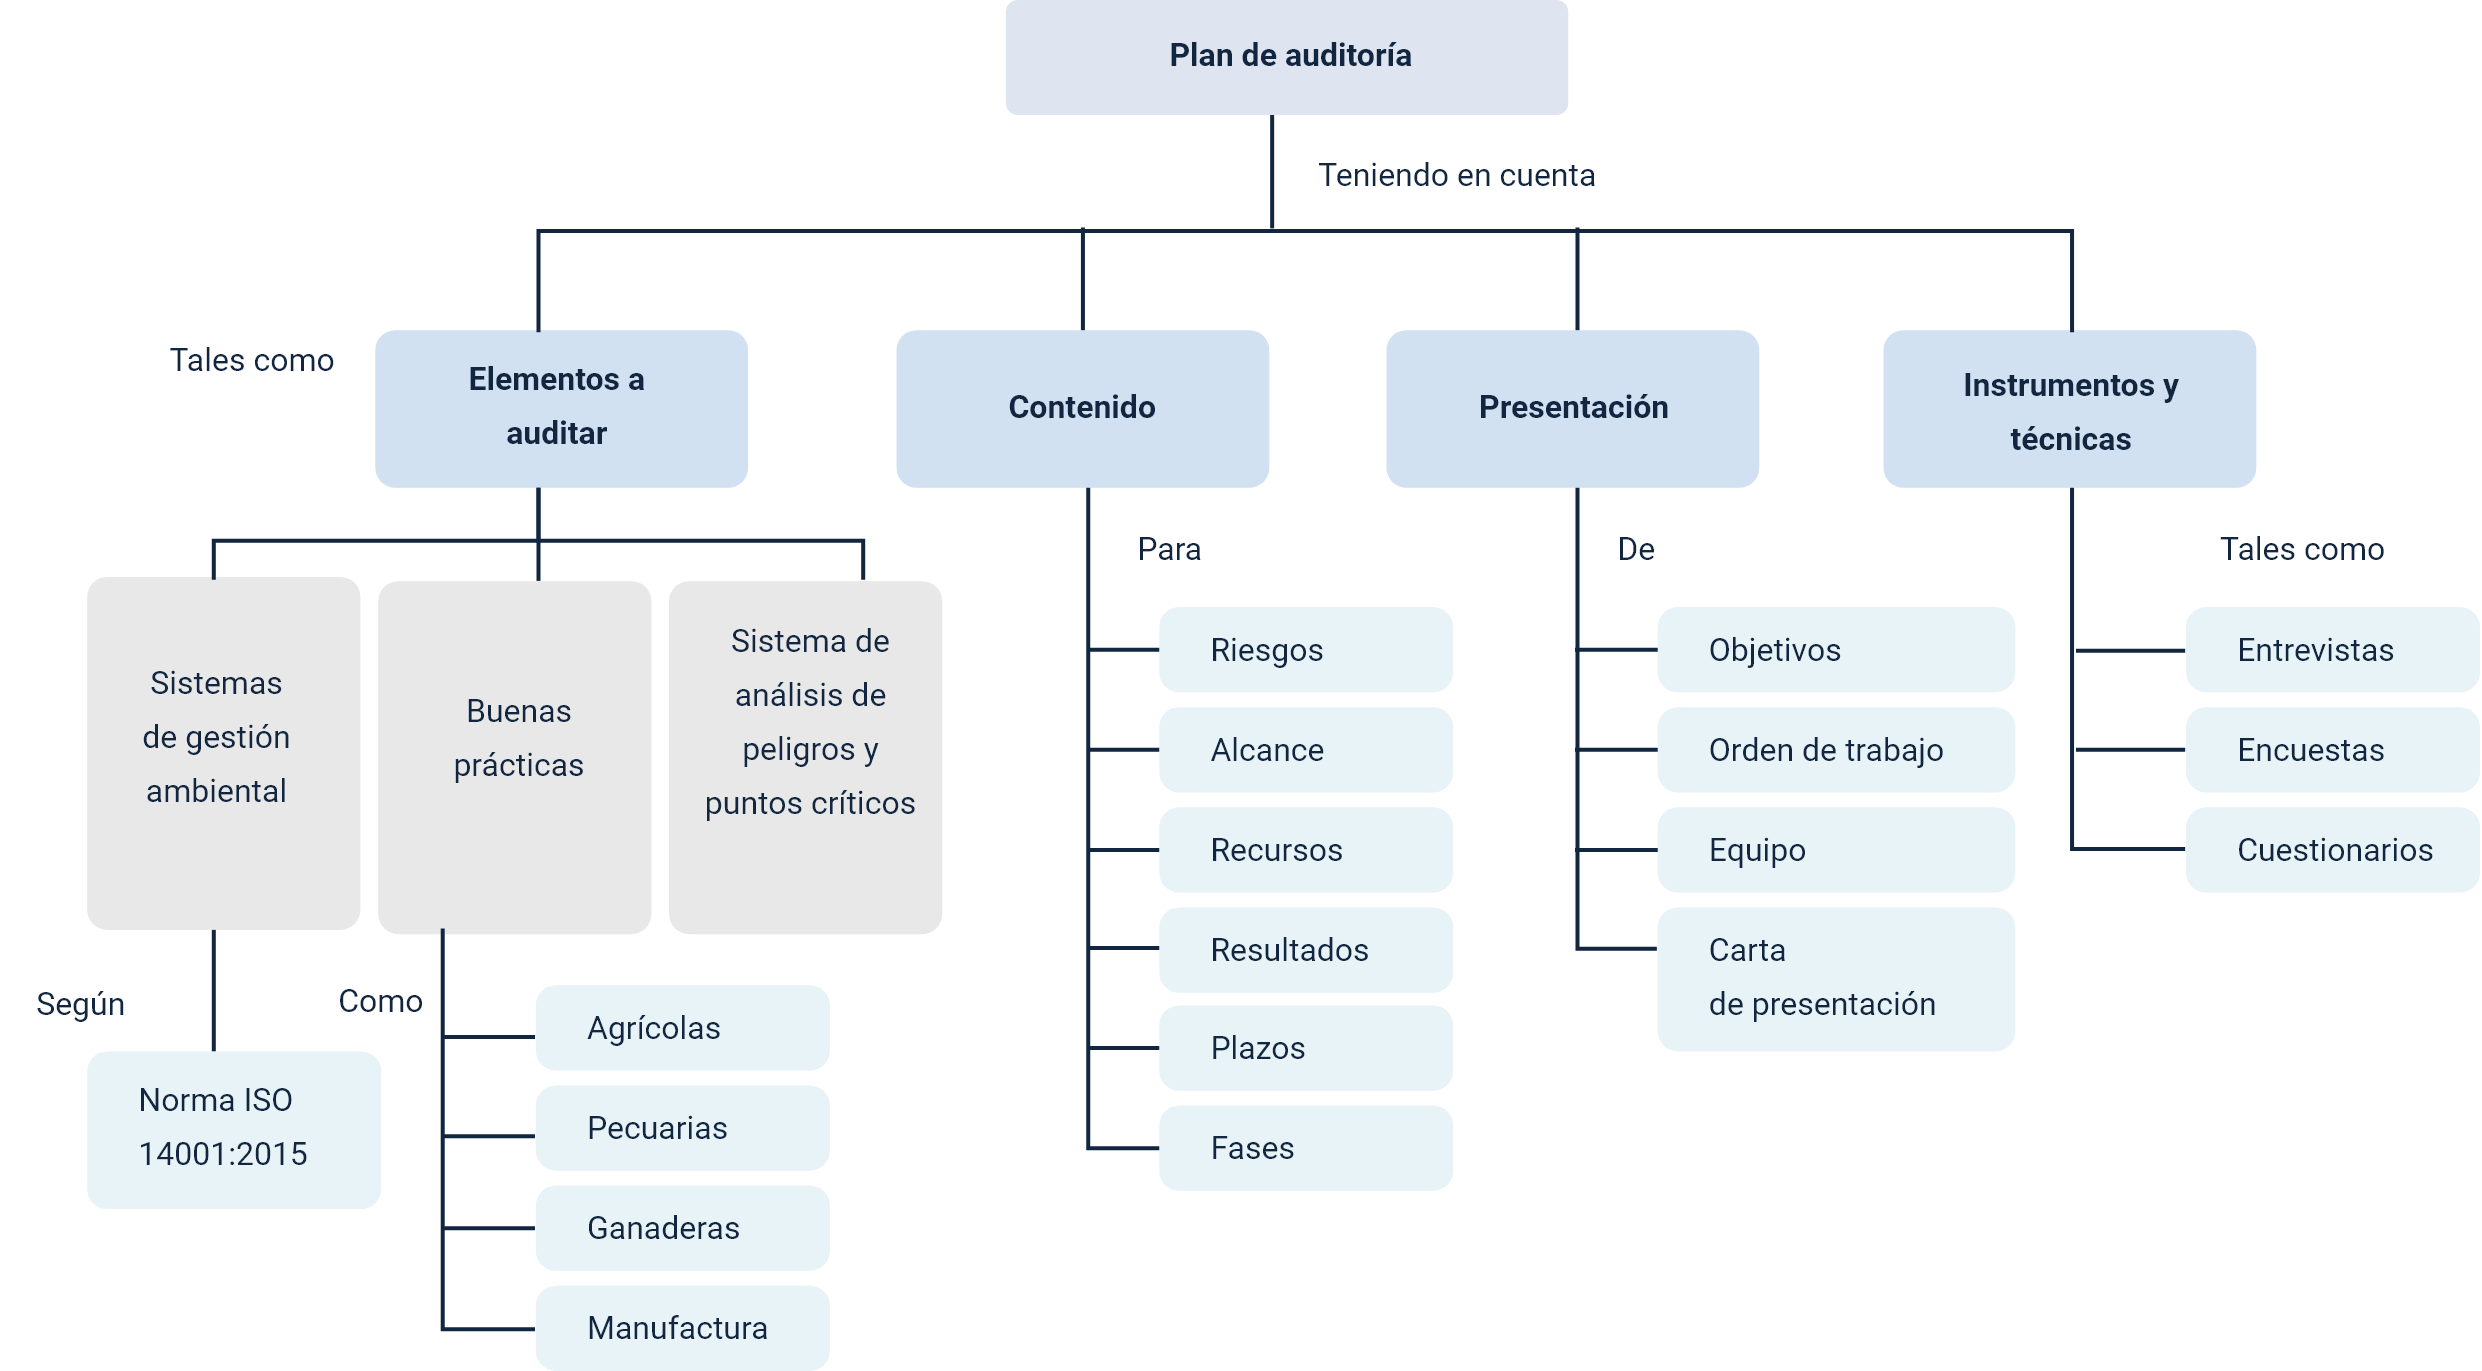 Plan de auditoría
Teniendo en cuenta
Tales como
Elementos a
auditar
Contenido
Presentación
Instrumentos y
técnicas
Sistemas
de gestión
ambiental
Buenas
prácticas
Sistema de
análisis de
peligros y
puntos críticos
Según
Norma ISO
14001:2015
Como
Agrícolas
Pecuarias
Ganaderas
Manufactura
Para
Riesgos
Alcance
Recursos
Resultados
Plazos
Fases
De
Objetivos
Orden de trabajo
Equipo
Carta
de presentación
Tales como
Entrevistas
Encuestas
Cuestionarios